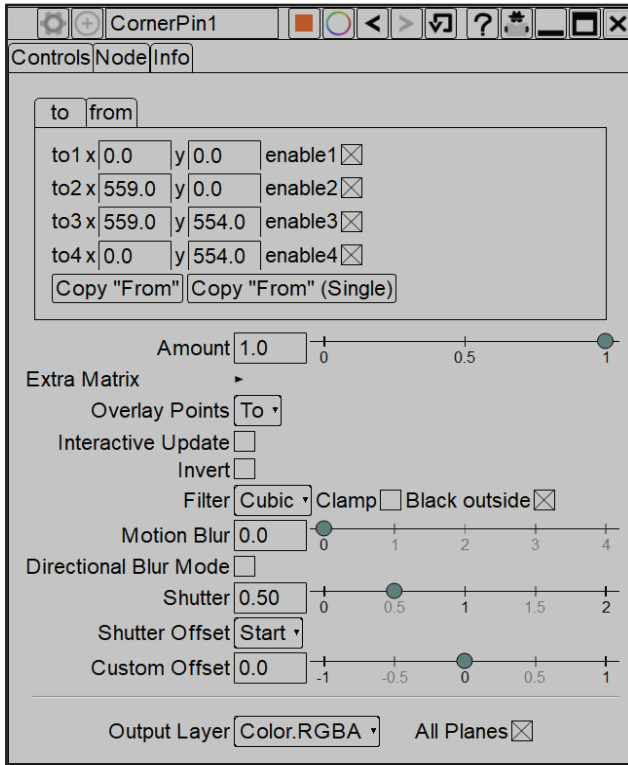 CornerPin1 < > ? ×
Controls Node Info
to from
to1 x 0.0 y 0.0 enable1
to2 x 559.0 y 0.0 enable2
to3 x 559.0 y 554.0 enable3
to4 x 0.0 y 554.0 enable4
Copy "From" Copy "From" (Single)
Amount 1.0 0 0.5 1
Extra Matrix
Overlay Points To
Interactive Update
Invert
Filter Cubic Clamp Black outside
Motion Blur 0.0 0 1 2 3 4
Directional Blur Mode
Shutter 0.50 0 0.5 1 1.5 2
Shutter Offset Start
Custom Offset 0.0 -1 -0.5 0 0.5 1
Output Layer Color.RGBA All Planes